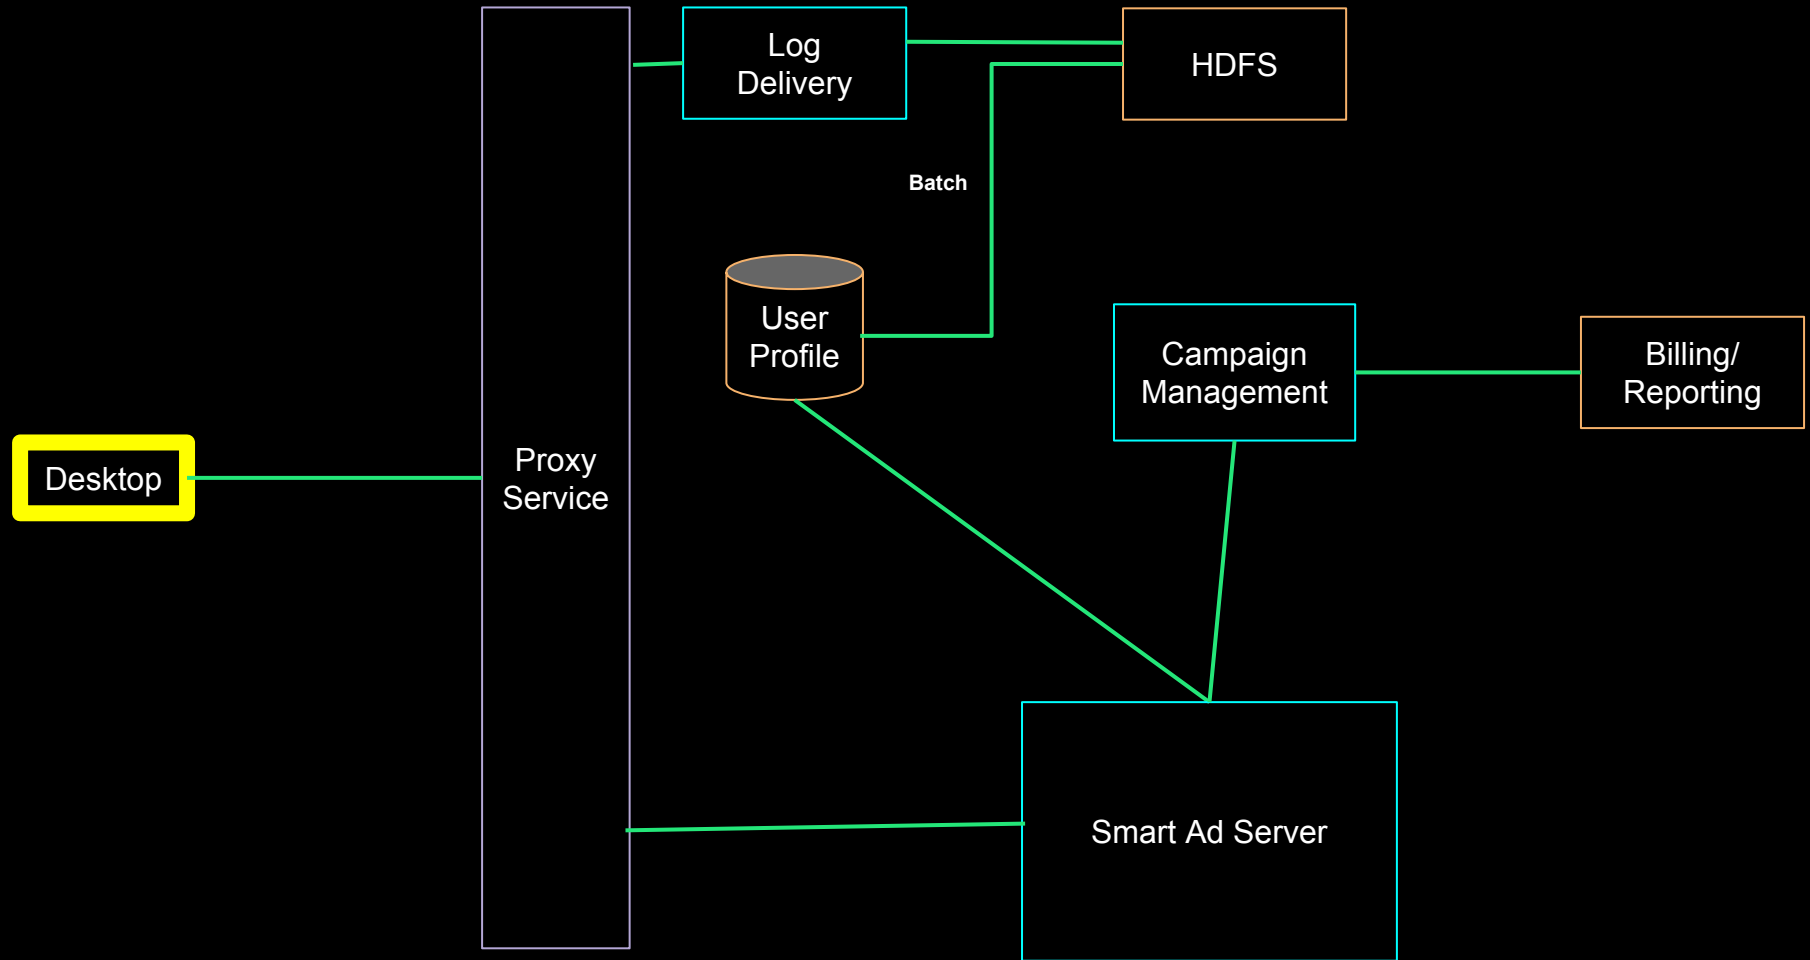 Log
Delivery
HDFS
Batch
User
Profile
Campaign
Management
Billing/
Reporting
Desktop
Proxy
Service
Smart Ad Server